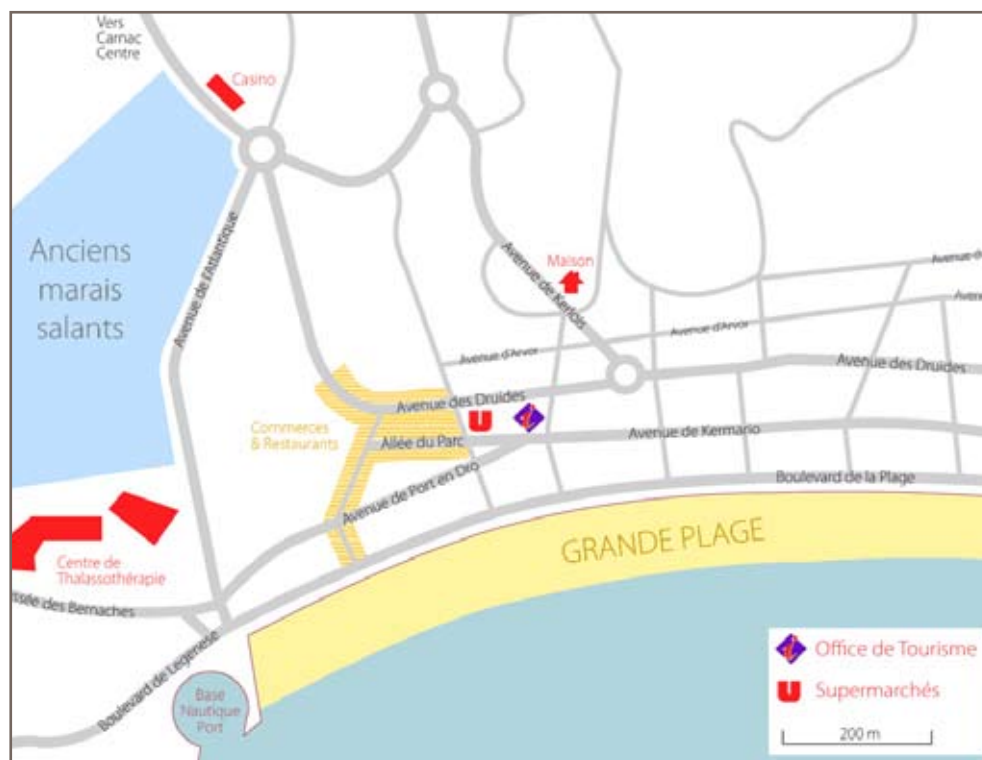 Vers
Carnac
Centre
Casino
Anciens
marais
salants
Avenue de l'Atlantique
Maison
Avenue de Kerlois
Avenue d
Avenue
Avenue d'Arvor
Avenue d'Arvor
Avenue des Druides
Avenue des Druides
Commerces
& Restaurants
Allée du Parc
Avenue de Kermario
Avenue de Port en Dro
Boulevard de la Plage
GRANDE PLAGE
Centre de
Thalassothérapie
ssée des Bernaches
Boulevard de Legenese
Base
Nautique
Port
Office de Tourisme
U Supermarchés
200 m